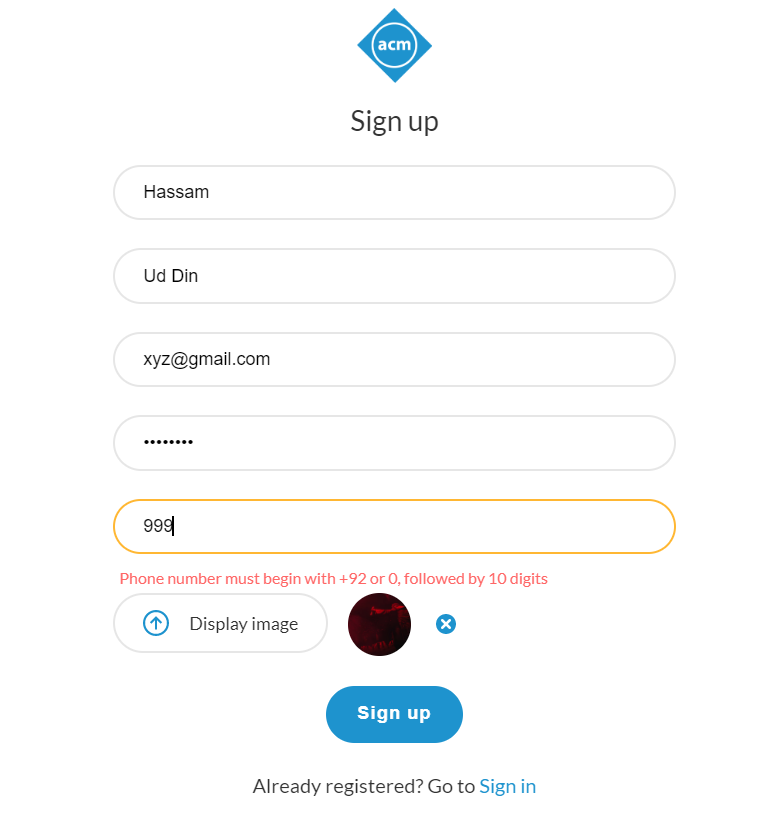 acm
Sign up
Hassam
Ud Din
xyz@gmail.com
••••••••
999
Phone number must begin with +92 or 0, followed by 10 digits
Display image
Sign up
Already registered? Go to Sign in